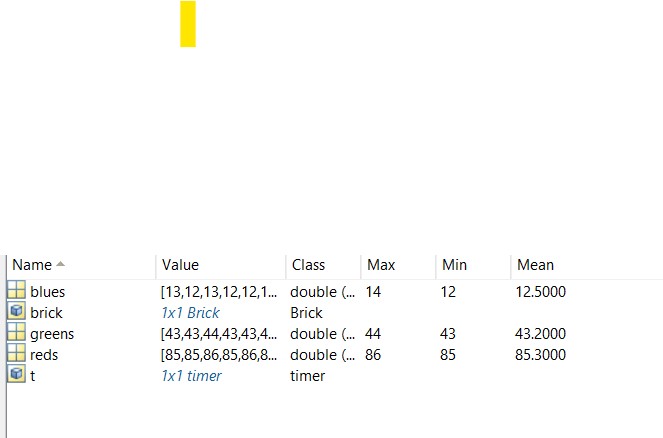 Name Value Class Max Min Mean
blues [13,12,13,12,12,1... double (... 14 12 12.5000
brick 1x1 Brick Brick
greens [43,43,44,43,43,4... double (... 44 43 43.2000
reds [85,85,86,85,86,8... double (... 86 85 85.3000
t 1x1 timer timer